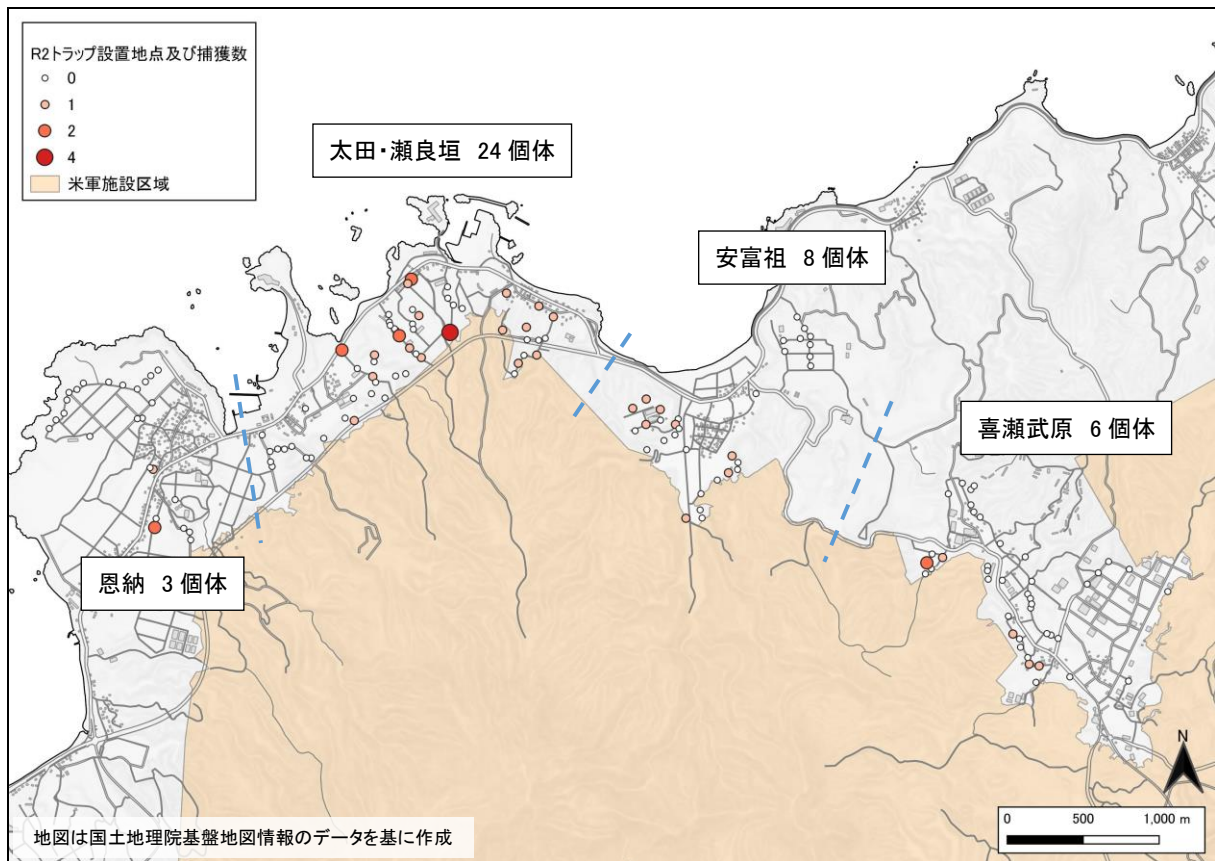 R2トラップ設置地点及び捕獲数
0
1
2
4
米軍施設区域
太田・瀬良垣 24 個体
安富祖 8 個体
喜瀬武原 6 個体
恩納 3 個体
N
0 500 1,000 m
地図は国土地理院基盤地図情報のデータを基に作成